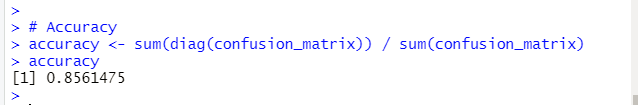 >
> # Accuracy
> accuracy <- sum(diag(confusion_matrix)) / sum(confusion_matrix)
> accuracy
[1] 0.8561475
>